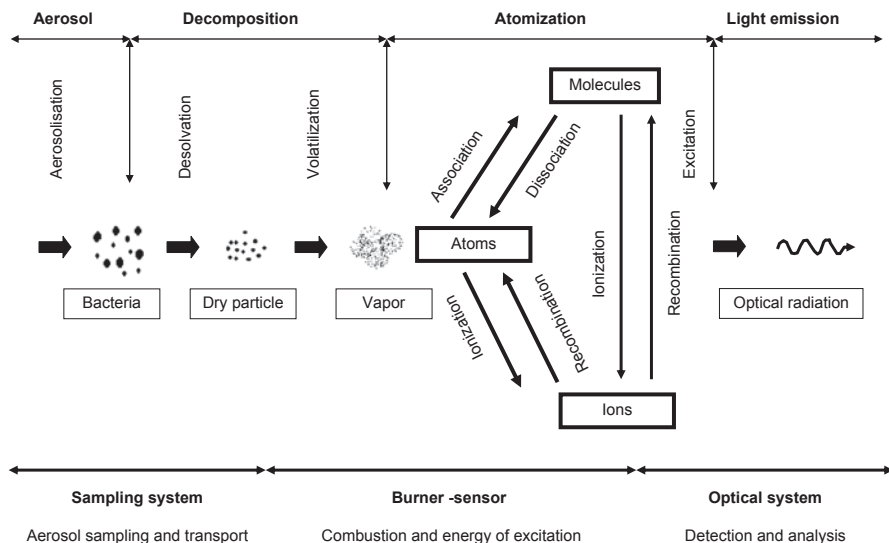 Aerosol
Decomposition
Atomization
Light emission
Aerosolisation
Desolvation
Volatilization
Molecules
Association
Dissociation
Excitation
Atoms
Ionization
Recombination
Bacteria
Dry particle
Vapor
Optical radiation
Ionization
Recombination
Ions
Sampling system
Burner -sensor
Optical system
Aerosol sampling and transport
Combustion and energy of excitation
Detection and analysis